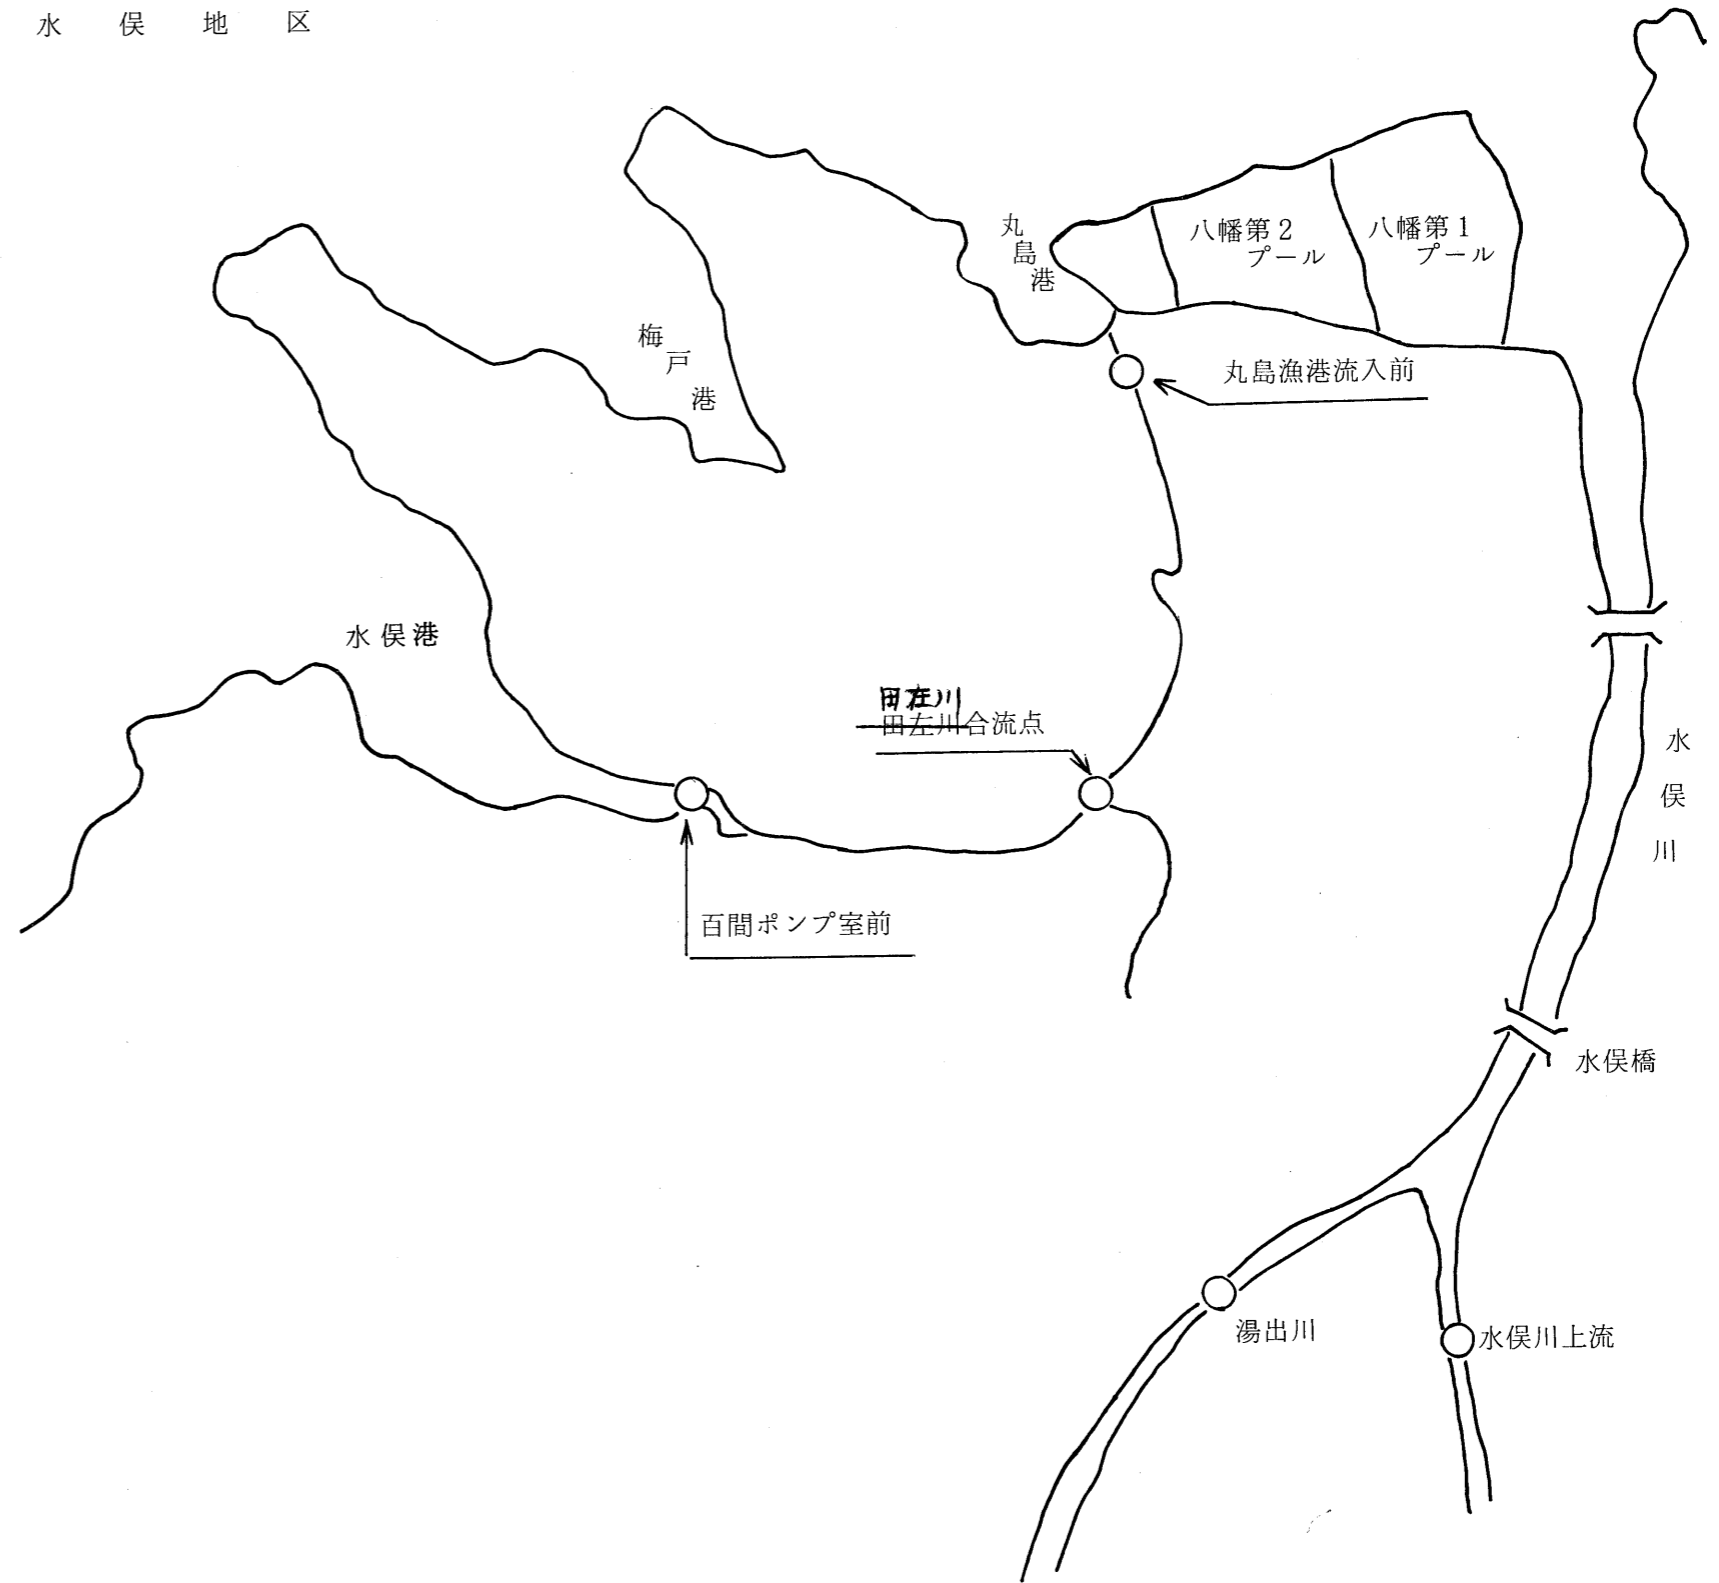 水俣地区
丸島港
八幡第2
プール
八幡第1
プール
梅戸港
丸島漁港流入前
水俣港
田左川
田左川合流点
水俣川
百間ポンプ室前
水俣橋
湯出川
水俣川上流